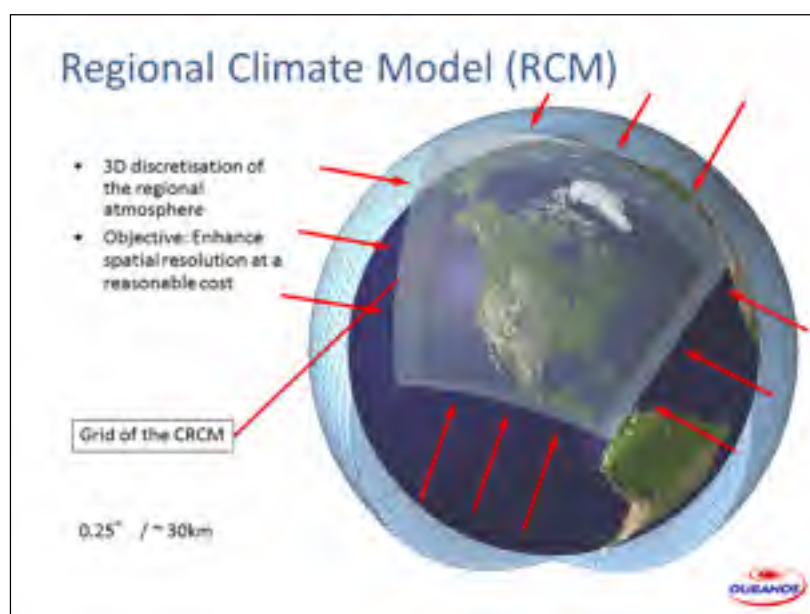 Regional Climate Model (RCM)
• 3D discretisation of
the regional
atmosphere
• Objective: Enhance
spatial resolution at a
reasonable cost
Grid of the CRCM
0.25° / ~ 30km
OURANOS